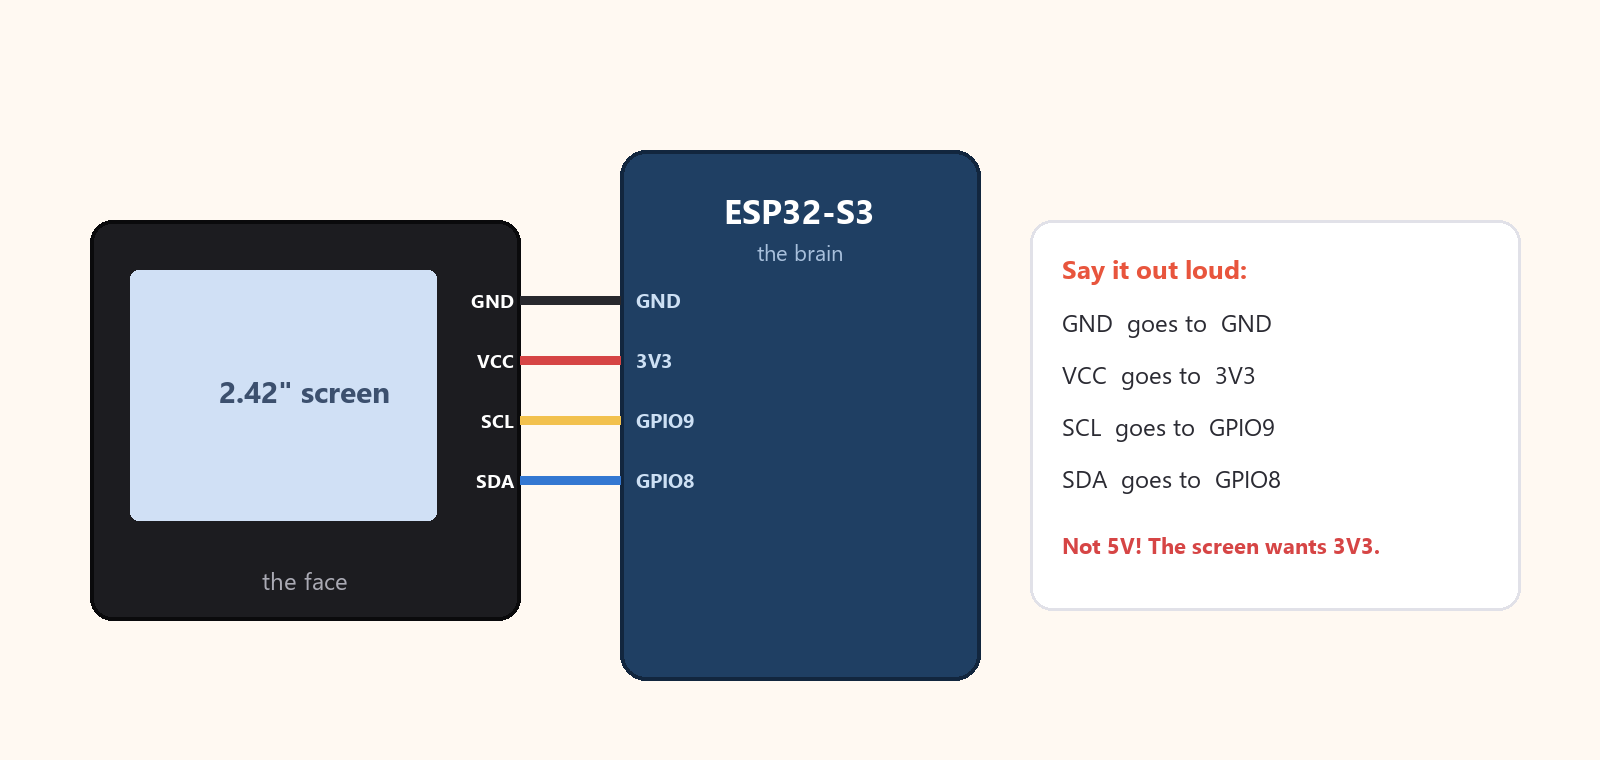 ESP32-S3
the brain
GND
GND
VCC
3V3
2.42" screen
SCL
GPIO9
SDA
GPIO8
the face
Say it out loud:
GND goes to GND
VCC goes to 3V3
SCL goes to GPIO9
SDA goes to GPIO8
Not 5V! The screen wants 3V3.